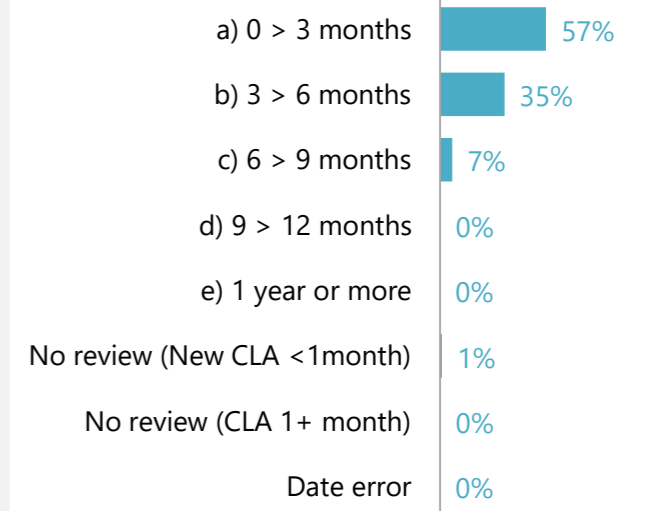 a) 0 > 3 months 57%
b) 3 > 6 months 35%
c) 6 > 9 months 7%
d) 9 > 12 months 0%
e) 1 year or more 0%
No review (New CLA <1month) 1%
No review (CLA 1+ month) 0%
Date error 0%